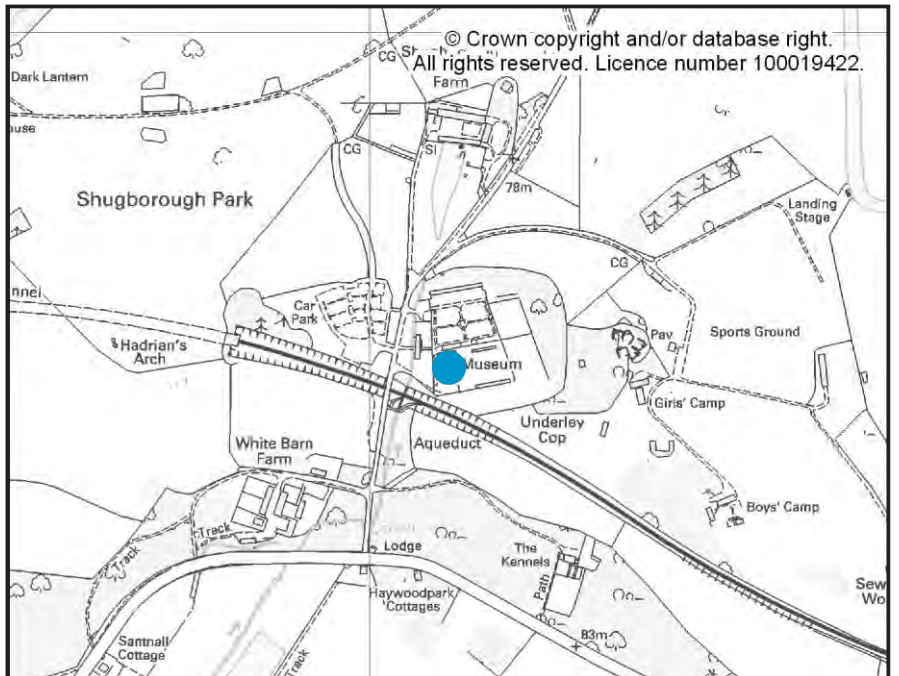 © Crown copyright and/or database right.
All rights reserved. Licence number 100019422.
CG
Farm
Dark Lantern
CG
SI
78m
Shugborough Park
Landing
Stage
CG
Car
Park
Pav
Sports Ground
Hadrian's
Arch
Museum
Girls' Camp
Underley
Cop
White Barn
Farm
Aqueduct
Boys' Camp
Track
Track
Lodge
The
Kennels
Path
Haywoodpark
Cottages
83m
Santnall
Cottage
Track